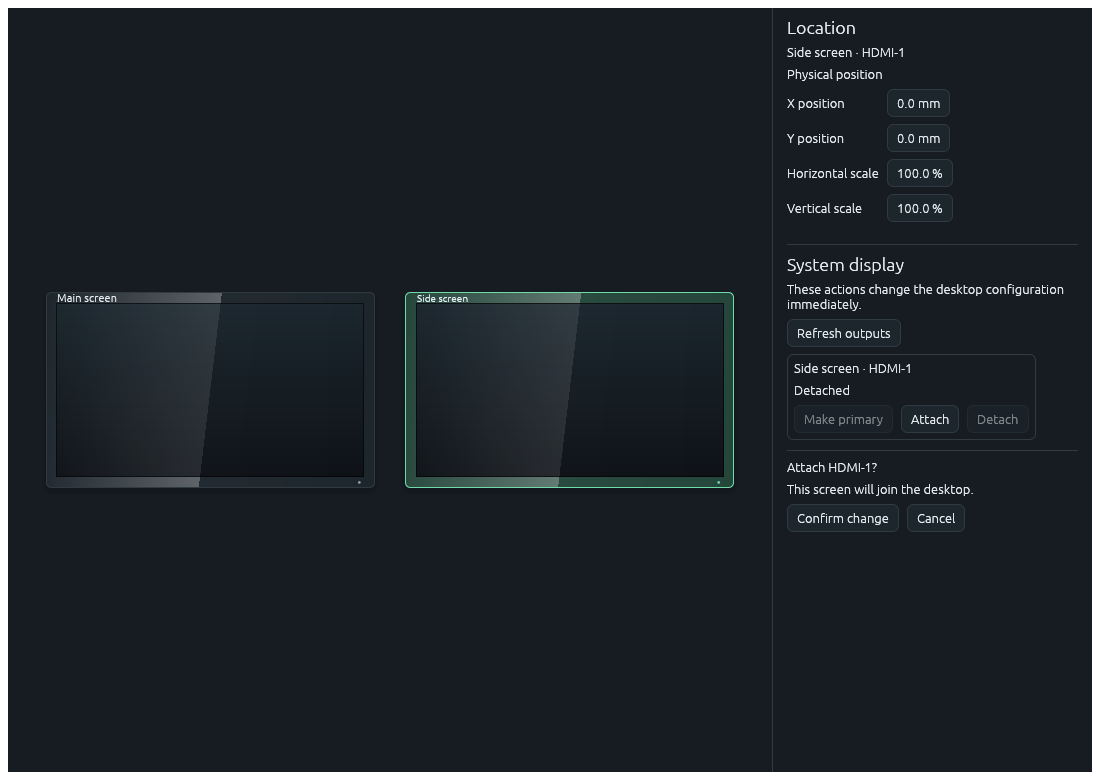 Main screen
Side screen
Location
Side screen · HDMI-1
Physical position
X position 0.0 mm
Y position 0.0 mm
Horizontal scale 100.0 %
Vertical scale 100.0 %
System display
These actions change the desktop configuration
immediately.
Refresh outputs
Side screen · HDMI-1
Detached
Make primary Attach Detach
Attach HDMI-1?
This screen will join the desktop.
Confirm change Cancel